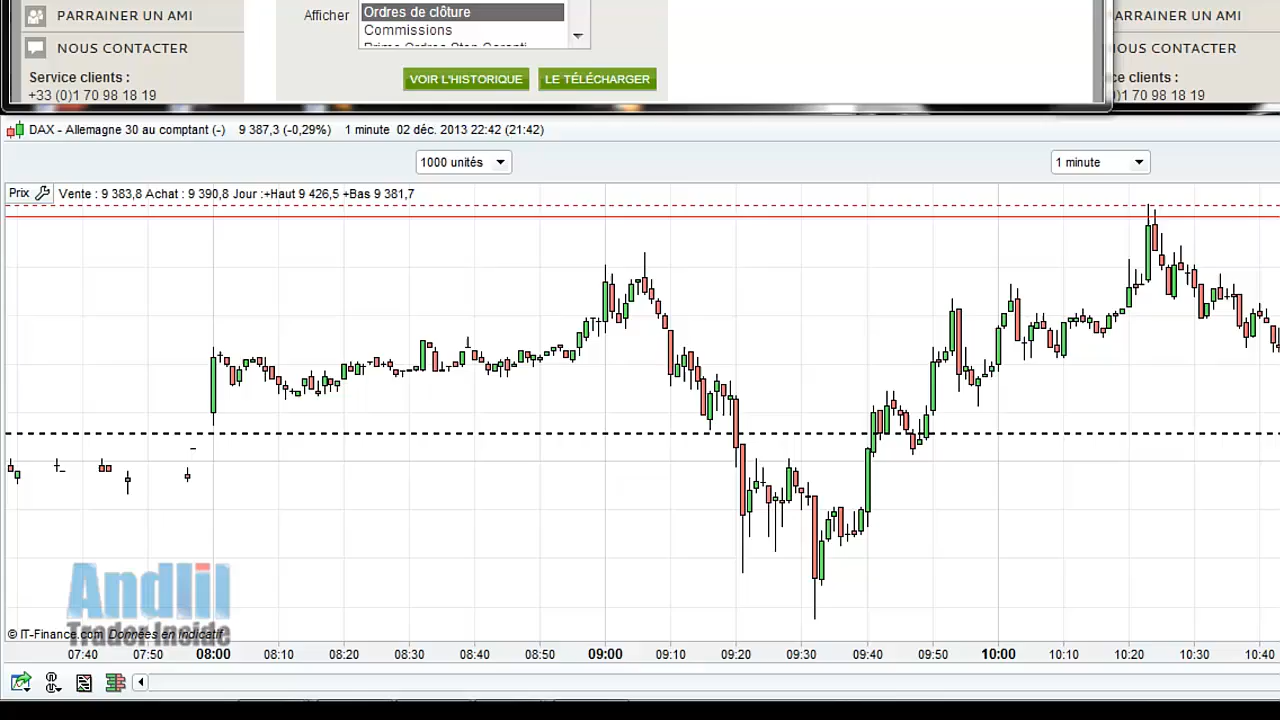 PARRAINER UN AMI
NOUS CONTACTER
Service clients :
+33 (0)1 70 98 18 19
Afficher
Ordres de clôture
Commissions
VOIR L'HISTORIQUE
LE TÉLÉCHARGER
ARRAINER UN AMI
OUS CONTACTER
ce clients :
)1 70 98 18 19
DAX - Allemagne 30 au comptant (-) 9 387,3 (-0,29%) 1 minute 02 déc. 2013 22:42 (21:42)
1000 unités
1 minute
Prix Vente : 9 383,8 Achat : 9 390,8 Jour :+Haut 9 426,5 +Bas 9 381,7
Andlil
Trader Inside
© IT-Finance.com Données en indicatif
07:40 07:50 08:00 08:10 08:20 08:30 08:40 08:50 09:00 09:10 09:20 09:30 09:40 09:50 10:00 10:10 10:20 10:30 10:40